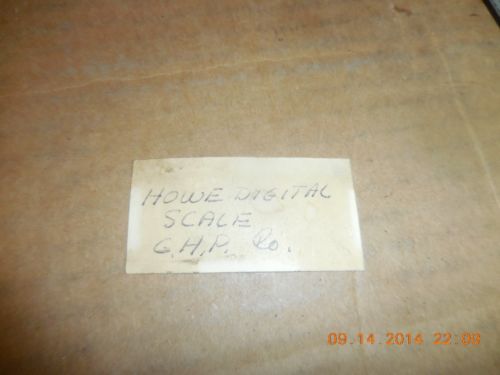 HOWE DIGITAL
SCALE
G.H.P. Co.
09.14.2014 22:08